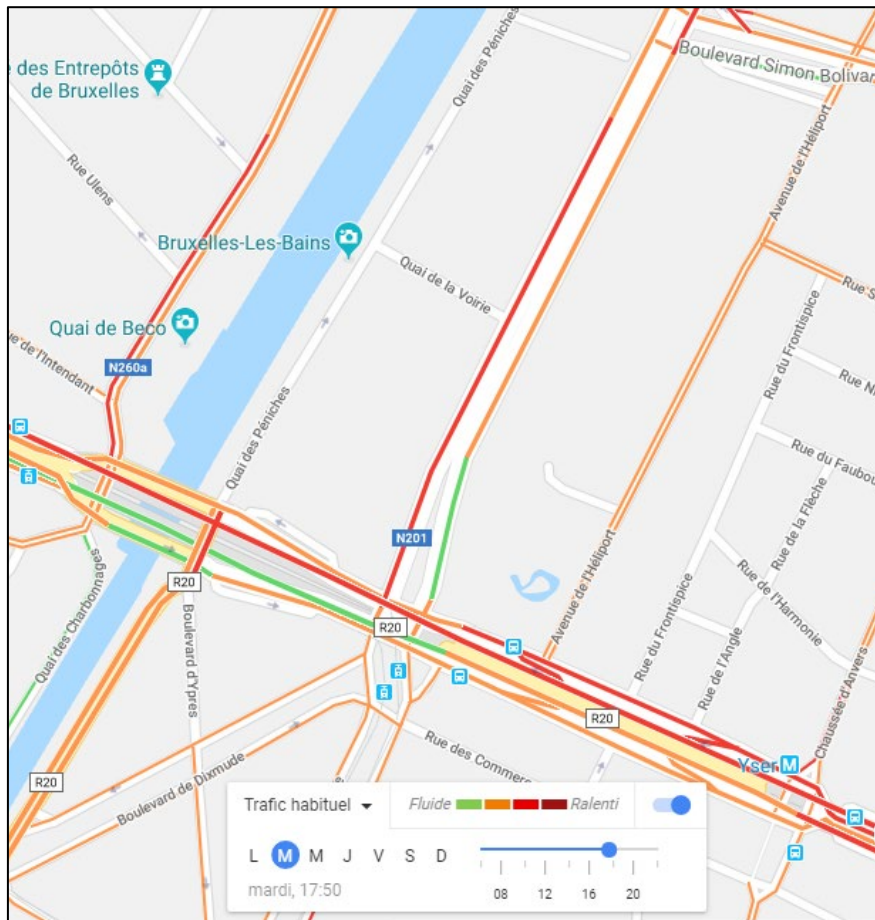 Quai des Péniches
Boulevard Simon Bolivar
e des Entrepôts
de Bruxelles
Rue Ulens
Avenue de l'Héliport
Bruxelles-Les-Bains
Quai de la Voirie
Rue S
Rue du Frontispice
Quai de Beco
ue de l'Intendant
N260a
Rue Ni
Quai des Péniches
Rue du Faubou
Rue de la Flèche
N201
Avenue de l'Héliport
Rue de l'Harmonie
R20
Quai des Charbonnages
Boulevard d'Ypres
R20
Rue du Frontispice
Rue de l'Angle
Chaussée d'Anvers
R20
Rue des Commerc
Yser M
R20
Boulevard de Dixmude
Trafic habituel Fluide Ralenti
L M M J V S D
mardi, 17:50
08 12 16 20